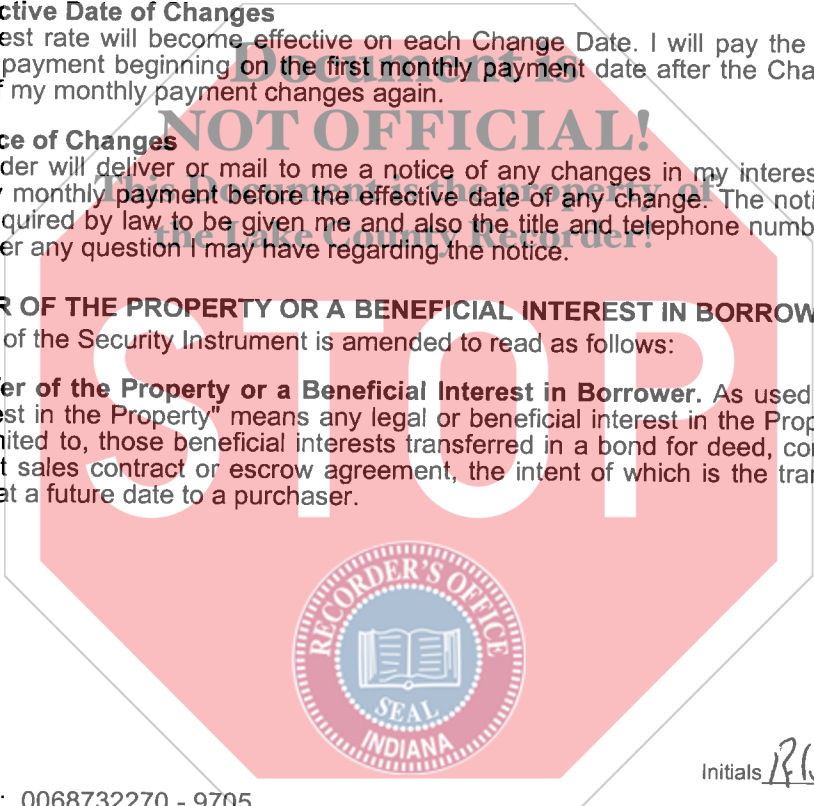 ctive Date of Changes
est rate will become effective on each Change Date. I will pay the
payment beginning on the first monthly payment date after the Cha
my monthly payment changes again.
ce of Changes
der will deliver or mail to me a notice of any changes in my interes
monthly payment before the effective date of any change. The noti
quired by law to be given me and also the title and telephone numb
er any question I may have regarding the notice.
R OF THE PROPERTY OR A BENEFICIAL INTEREST IN BORROW
of the Security Instrument is amended to read as follows:
er of the Property or a Beneficial Interest in Borrower. As used
est in the Property" means any legal or beneficial interest in the Prop
ited to, those beneficial interests transferred in a bond for deed, co
t sales contract or escrow agreement, the intent of which is the tra
at a future date to a purchaser.
Document is
NOT OFFICIAL!
This Document is the property of
the Lake County Recorder!
STOP
RECORDER'S OFFICE
SEAL
INDIANA
Initials
: 0068732270 - 9705